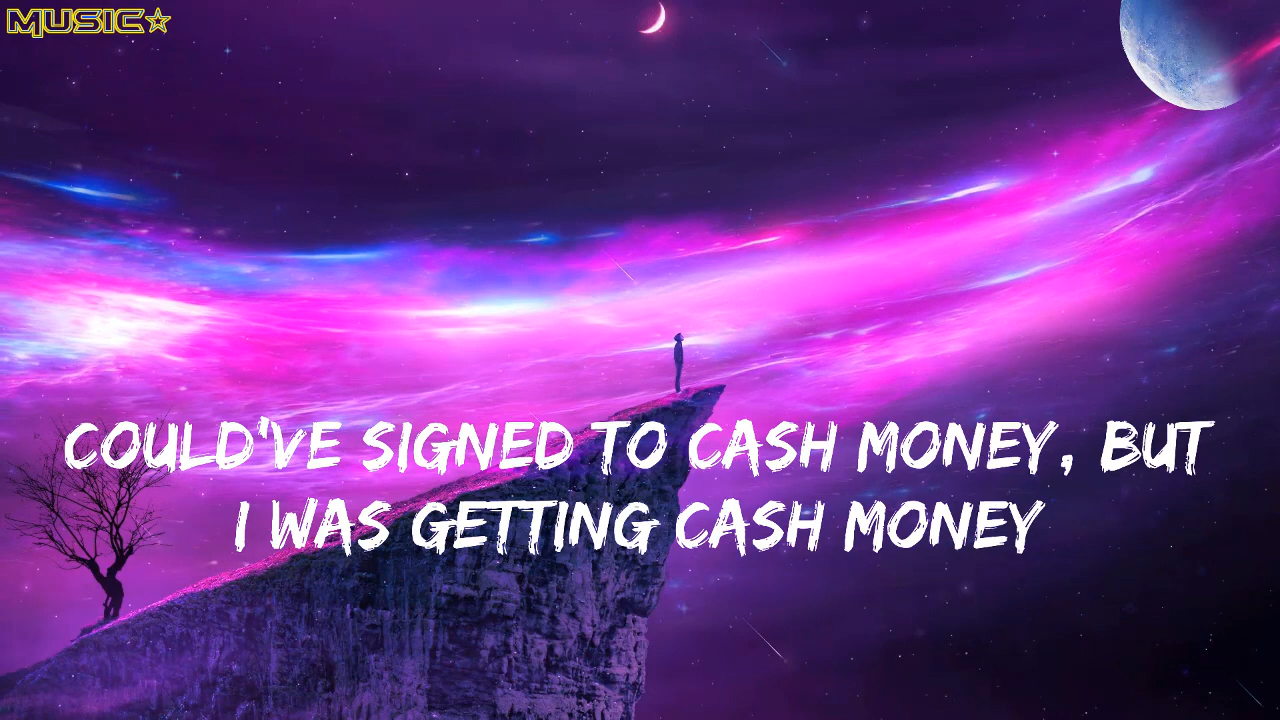 MUSIC☆
COULD'VE SIGNED TO CASH MONEY, BUT
I WAS GETTING CASH MONEY